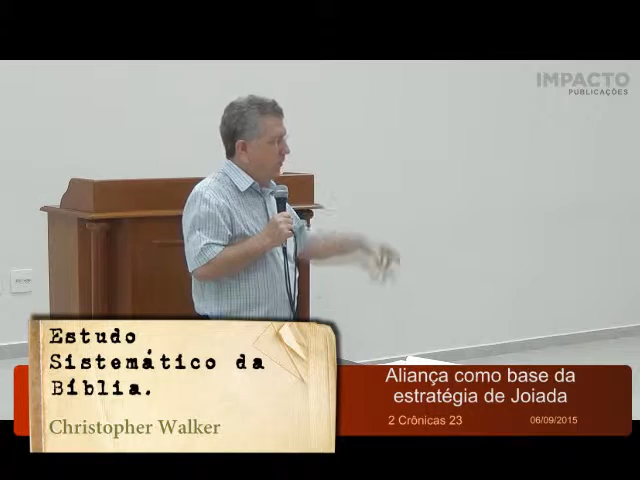 IMPACTO
PUBLICAÇÕES
Estudo
Sistemático da
Bíblia.
Christopher Walker
Aliança como base da
estratégia de Joiada
2 Crônicas 23
06/09/2015